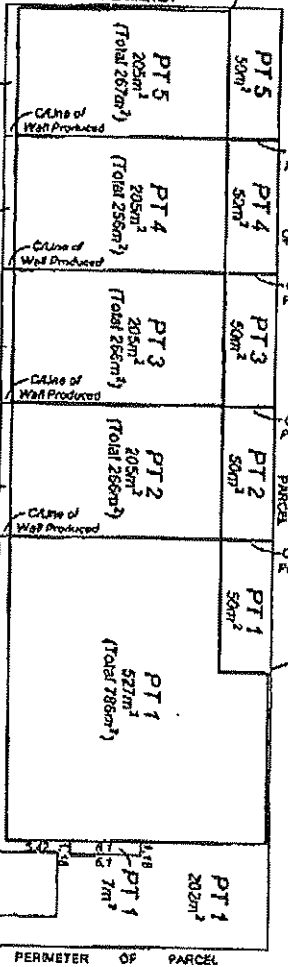 PT 5
50m²
PT 5
205m²
(Total 267m²)
C/Line of
Wall Produced
PT 4
50m²
PT 4
205m²
C/Line of
Wall Produced
PT 3
50m²
PT 3
205m²
(Total 266m²)
C/Line of
Wall Produced
PT 2
50m²
PT 2
205m²
(Total 266m²)
C/Line of
Wall Produced
PARCEL
PT 1
50m²
PT 1
527m²
(Total 786m²)
PT 1
7m²
PT 1
202m²
PERIMETER OF PARCEL